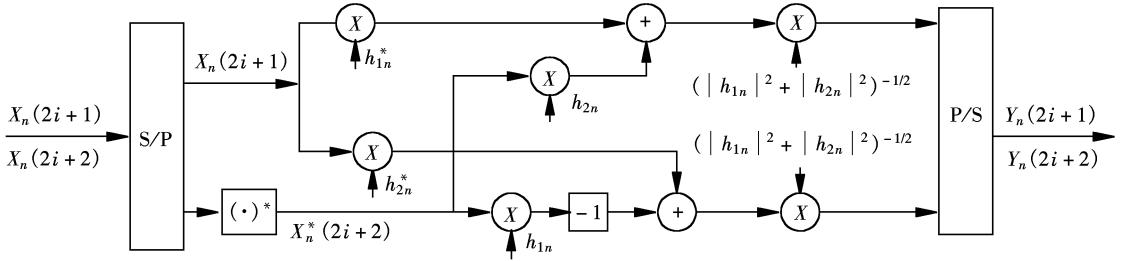 X_n(2i+1)
X_n(2i+2)
S/P
X_n(2i+1)
X
h_{1n}^*
X
h_{2n}
+
X
(|h_{1n}|^2+|h_{2n}|^2)^{-1/2}
X
h_{2n}^*
(·)^*
X_n^*(2i+2)
X
h_{1n}
-1
+
(|h_{1n}|^2+|h_{2n}|^2)^{-1/2}
X
P/S
Y_n(2i+1)
Y_n(2i+2)